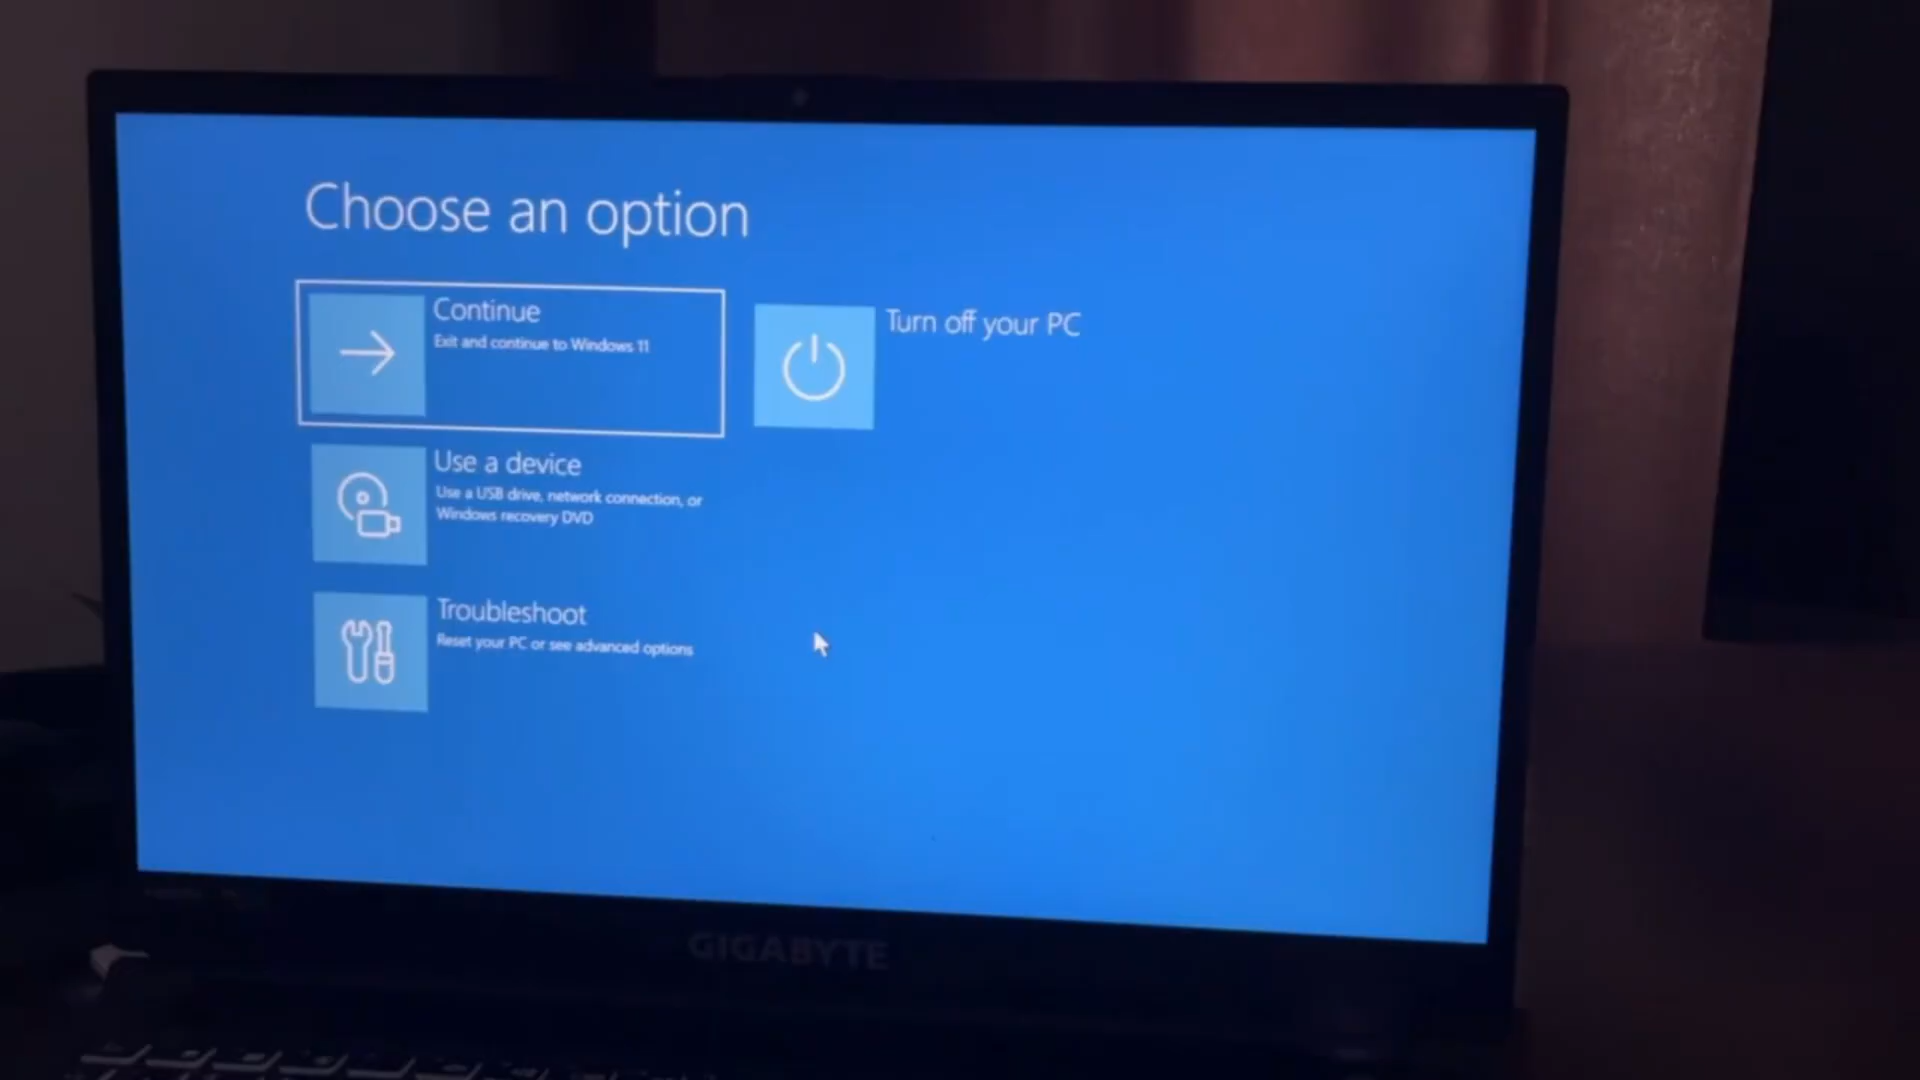 Choose an option
Continue
Exit and continue to Windows 11
Turn off your PC
Use a device
Use a USB drive, network connection, or
Windows recovery DVD
Troubleshoot
Reset your PC or see advanced options
GIGABYTE